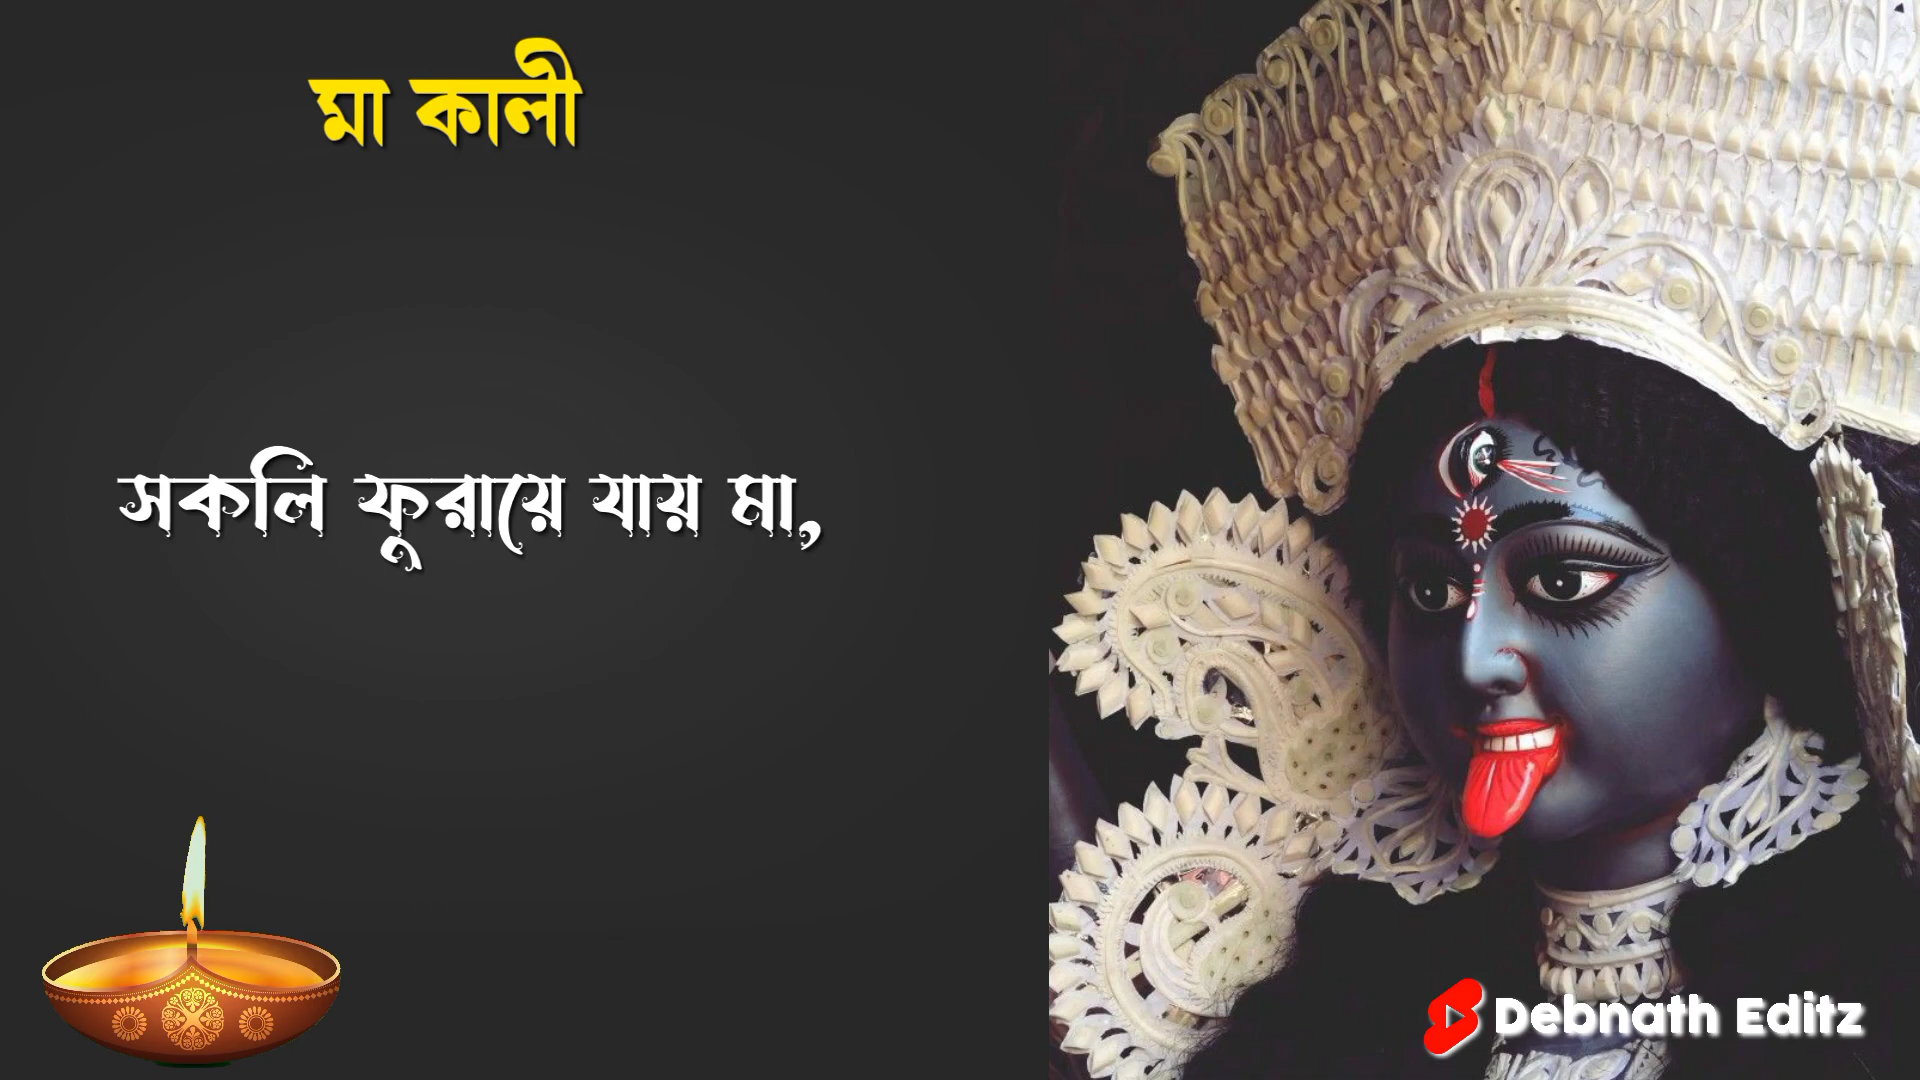 মা কালী
সকলি ফুরায়ে যায় মা,
Debnath Editz